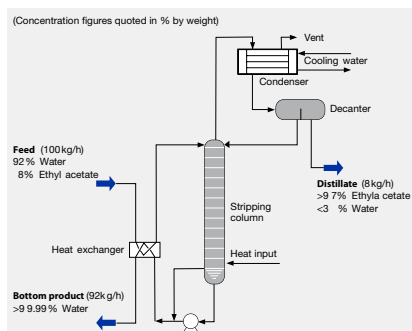 (Concentration figures quoted in % by weight)
Vent
Cooling water
Condenser
Decanter
Feed (100 kg/h)
92 % Water
8% Ethyl acetate
Distillate (8 kg/h)
>9 7% Ethyla cetate
<3 % Water
Stripping
column
Heat exchanger
Heat input
Bottom product (92k g/h)
>9 9.99% Water